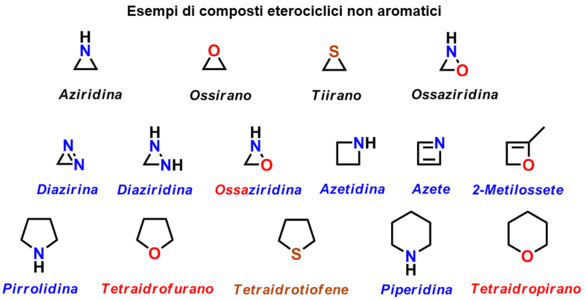 Esempi di composti eterociclici non aromatici
H
N
O
S
H
N
O
Aziridina Ossirano Tiirano Ossaziridina
N
N
H
N
NH
H
N
O
N H
N
O
Diazirina Diaziridina Ossaziridina Azetidina Azete 2-Metilossete
N
H
O
S
N
H
O
Pirrolidina Tetraidrofurano Tetraidrotiofene Piperidina Tetraidropirano